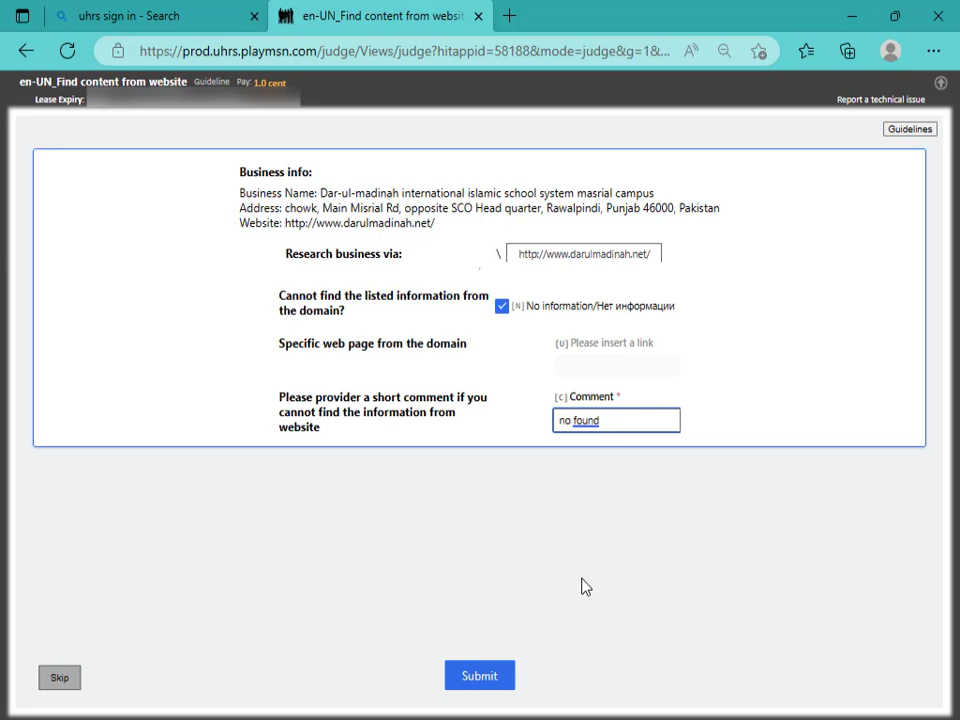 uhrs sign in - Search
en-UN_Find content from websit
https://prod.uhrs.playmsn.com/judge/Views/judge?hitappid=58188&mode=judge&g=1&...
en-UN_Find content from website Guideline Pay: 1.0 cent
Lease Expiry:
Report a technical issue
Guidelines
Business info:
Business Name: Dar-ul-madinah international islamic school system masrial campus
Address: chowk, Main Misrial Rd, opposite SCO Head quarter, Rawalpindi, Punjab 46000, Pakistan
Website: http://www.darulmadinah.net/
Research business via: \ http://www.darulmadinah.net/
Cannot find the listed information from
the domain?
[N] No information/Нет информации
Specific web page from the domain
[U] Please insert a link
Please provider a short comment if you
cannot find the information from
website
[C] Comment *
no found
Skip
Submit